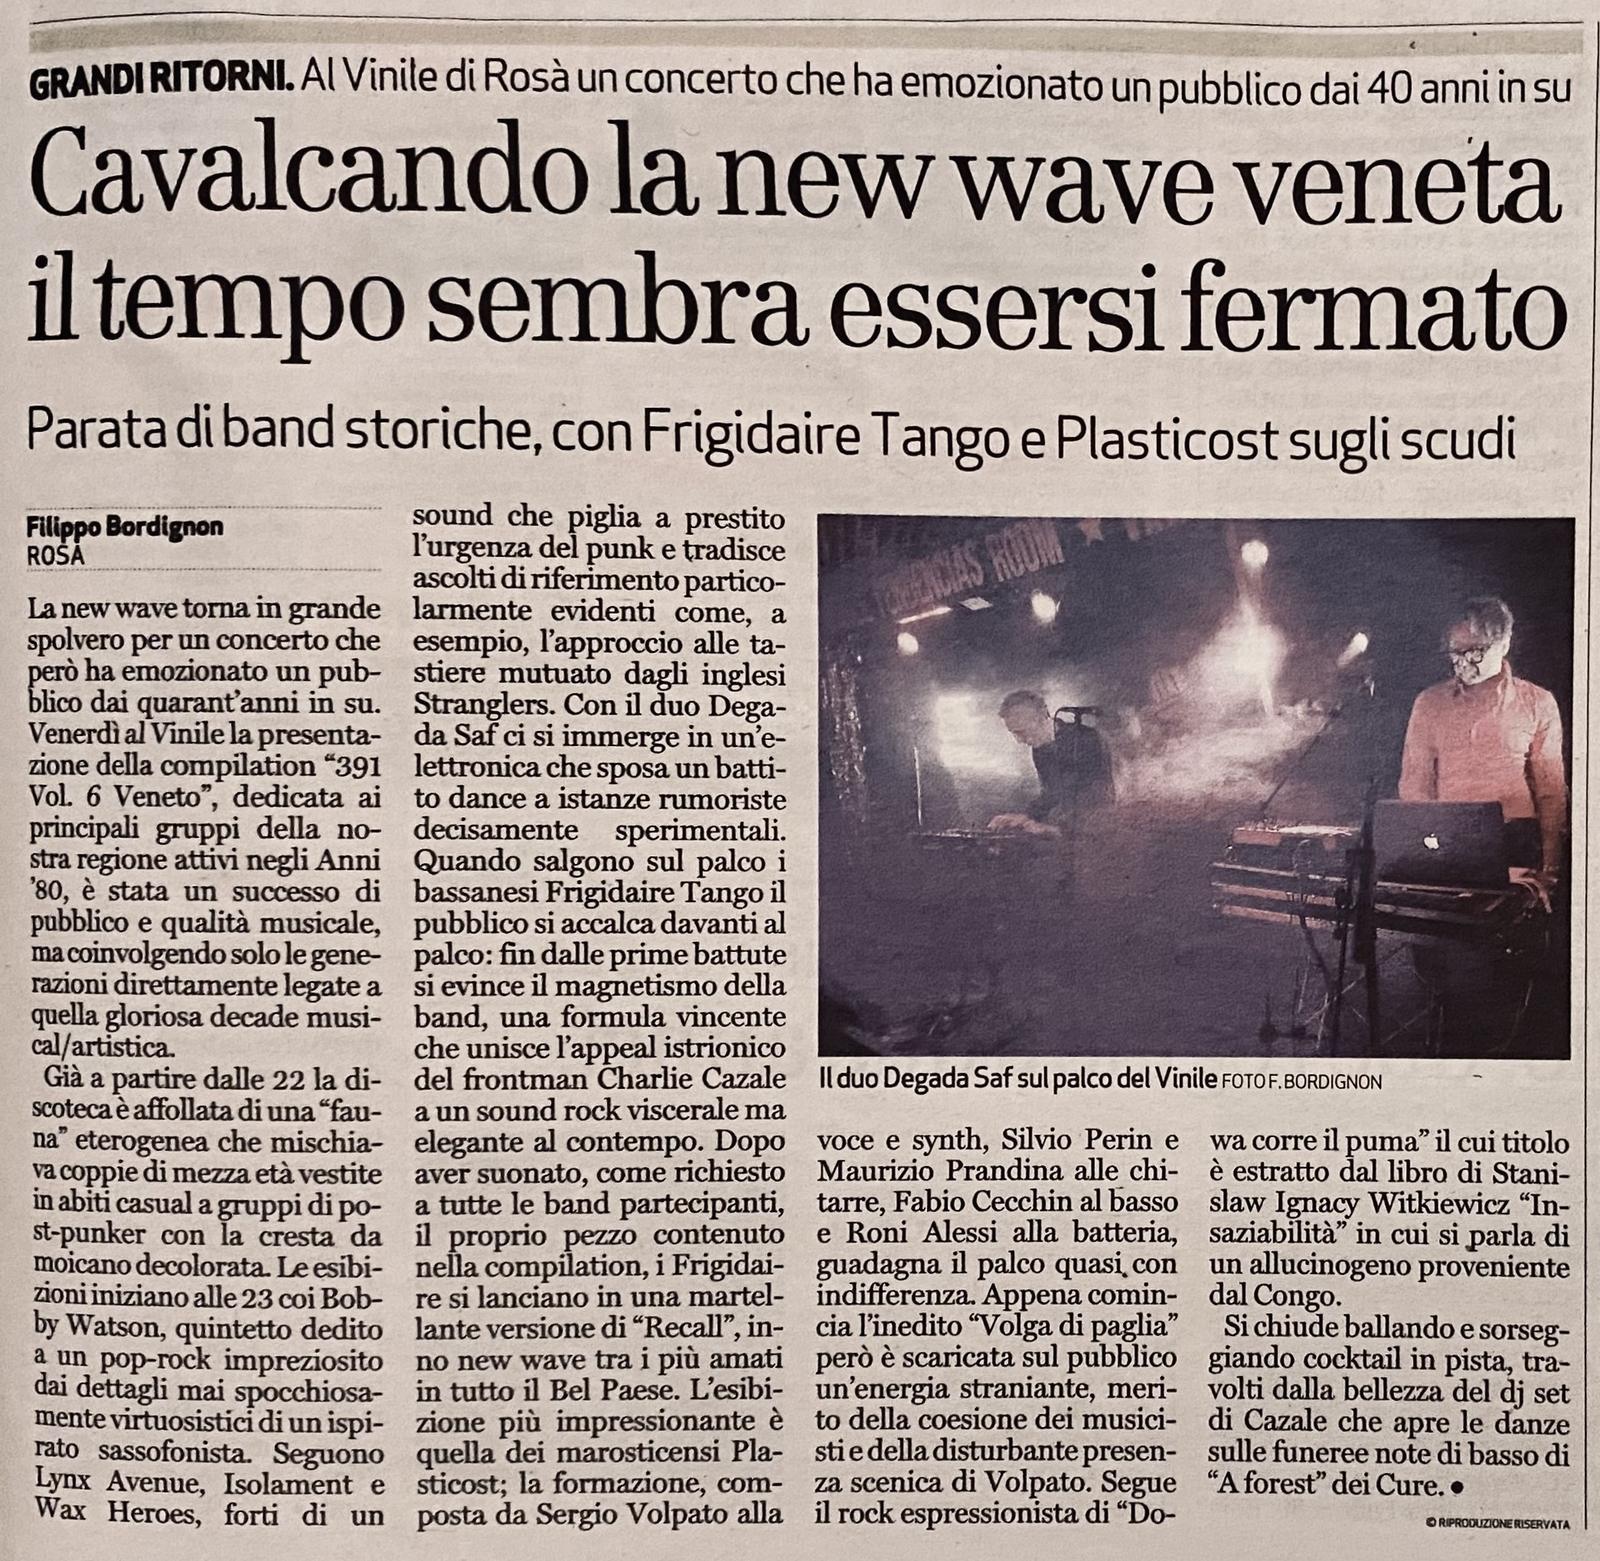 GRANDI RITORNI. Al Vinile di Rosà un concerto che ha emozionato un pubblico dai 40 anni in su
Cavalcando la new wave veneta
il tempo sembra essersi fermato
Parata di band storiche, con Frigidaire Tango e Plasticost sugli scudi
Filippo Bordignon
ROSÀ
La new wave torna in grande
spolvero per un concerto che
però ha emozionato un pub-
blico dai quarant'anni in su.
Venerdì al Vinile la presenta-
zione della compilation “391
Vol. 6 Veneto”, dedicata ai
principali gruppi della no-
stra regione attivi negli Anni
'80, è stata un successo di
pubblico e qualità musicale,
ma coinvolgendo solo le gene-
razioni direttamente legate a
quella gloriosa decade musi-
cal/artistica.
Già a partire dalle 22 la di-
scoteca è affollata di una “fau-
na” eterogenea che mischia-
va coppie di mezza età vestite
in abiti casual a gruppi di po-
st-punker con la cresta da
moicano decolorata. Le esibi-
zioni iniziano alle 23 coi Bob-
by Watson, quintetto dedito
a un pop-rock impreziosito
dai dettagli mai spocchiosa-
mente virtuosistici di un ispi-
rato sassofonista. Seguono
Lynx Avenue, Isolament e
Wax Heroes, forti di un
sound che piglia a prestito
l'urgenza del punk e tradisce
ascolti di riferimento partico-
larmente evidenti come, a
esempio, l'approccio alle ta-
stiere mutuato dagli inglesi
Stranglers. Con il duo Dega-
da Saf ci si immerge in un'e-
lettronica che sposa un batti-
to dance a istanze rumoriste
decisamente sperimentali.
Quando salgono sul palco i
bassanesi Frigidaire Tango il
pubblico si accalca davanti al
palco: fin dalle prime battute
si evince il magnetismo della
band, una formula vincente
che unisce l'appeal istrionico
del frontman Charlie Cazale
a un sound rock viscerale ma
elegante al contempo. Dopo
aver suonato, come richiesto
a tutte le band partecipanti,
il proprio pezzo contenuto
nella compilation, i Frigidai-
re si lanciano in una martel-
lante versione di “Recall”, in-
no new wave tra i più amati
in tutto il Bel Paese. L'esibi-
zione più impressionante è
quella dei marosticensi Pla-
sticost; la formazione, com-
posta da Sergio Volpato alla
ROOM
Il duo Degada Saf sul palco del Vinile FOTO F. BORDIGNON
voce e synth, Silvio Perin e
Maurizio Prandina alle chi-
tarre, Fabio Cecchin al basso
e Roni Alessi alla batteria,
guadagna il palco quasi con
indifferenza. Appena comin-
cia l'inedito “Volga di paglia”
però è scaricata sul pubblico
un'energia straniante, meri-
to della coesione dei musici-
sti e della disturbante presen-
za scenica di Volpato. Segue
il rock espressionista di “Do-
wa corre il puma” il cui titolo
è estratto dal libro di Stani-
slaw Ignacy Witkiewicz “In-
saziabilità” in cui si parla di
un allucinogeno proveniente
dal Congo.
Si chiude ballando e sorseg-
giando cocktail in pista, tra-
volti dalla bellezza del dj set
di Cazale che apre le danze
sulle funeree note di basso di
“A forest” dei Cure. ●
© RIPRODUZIONE RISERVATA